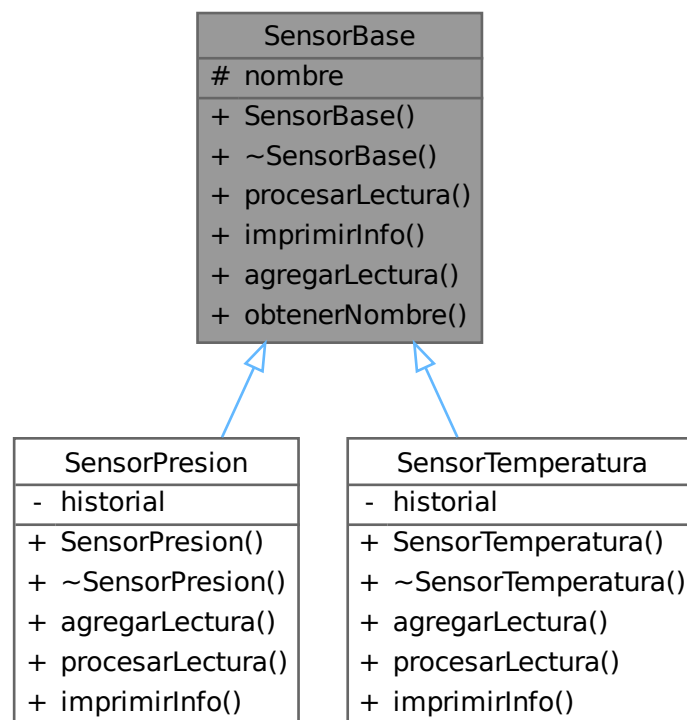 SensorBase
# nombre
+ SensorBase()
+ ~SensorBase()
+ procesarLectura()
+ imprimirInfo()
+ agregarLectura()
+ obtenerNombre()
SensorPresion
- historial
+ SensorPresion()
+ ~SensorPresion()
+ agregarLectura()
+ procesarLectura()
+ imprimirInfo()
SensorTemperatura
- historial
+ SensorTemperatura()
+ ~SensorTemperatura()
+ agregarLectura()
+ procesarLectura()
+ imprimirInfo()